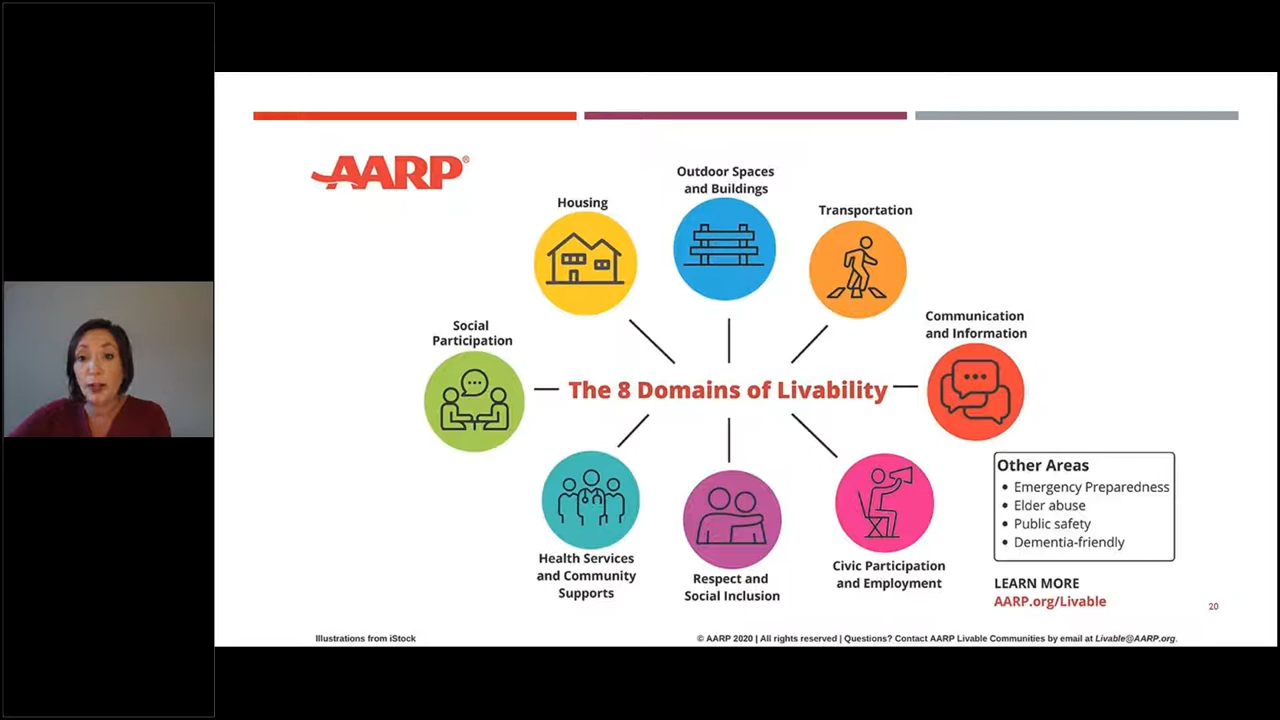 AARP®
Outdoor Spaces
and Buildings
Housing
Transportation
Social
Participation
Communication
and Information
The 8 Domains of Livability
Health Services
and Community
Supports
Respect and
Social Inclusion
Civic Participation
and Employment
Other Areas
• Emergency Preparedness
• Elder abuse
• Public safety
• Dementia-friendly
LEARN MORE
AARP.org/Livable
20
Illustrations from iStock
© AARP 2020 | All rights reserved | Questions? Contact AARP Livable Communities by email at Livable@AARP.org.